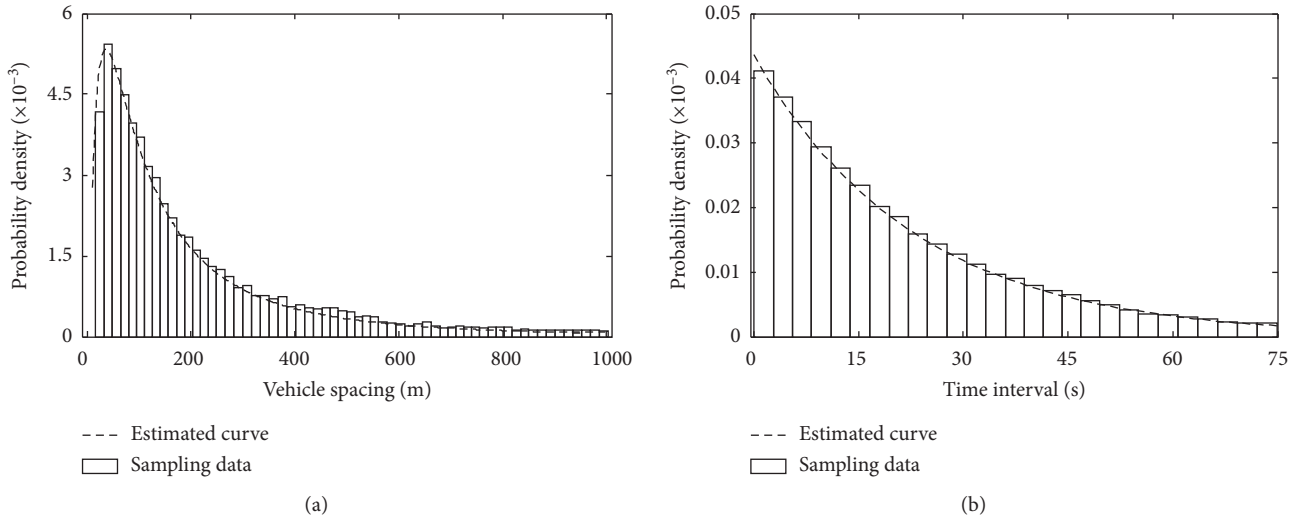 Probability density (×10⁻³)
6
4.5
3
1.5
0
0 200 400 600 800 1000
Vehicle spacing (m)
Estimated curve
Sampling data
(a)
Probability density (×10⁻³)
0.05
0.04
0.03
0.02
0.01
0
0 15 30 45 60 75
Time interval (s)
Estimated curve
Sampling data
(b)